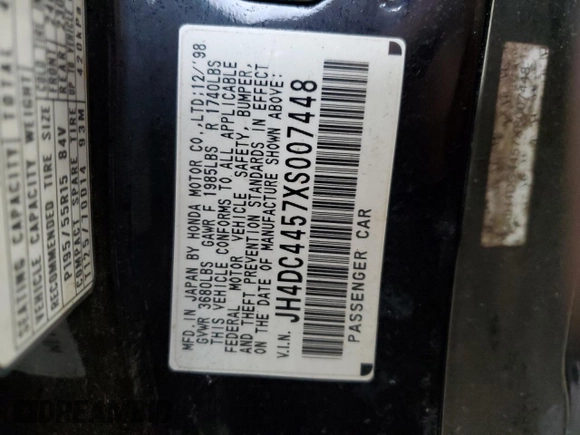 SEATING CAPACITY TOTAL
VEHICLE CAPACITY WEIGHT
RECOMMENDED TIRE
P195/55R15 84V
COMPACT SPARE TIRE
T125/70D14 93M
420kPa
MFD. IN JAPAN BY HONDA MOTOR CO.,LTD:12/'98
GVWR 3680LBS GAWR F 1985LBS R 1740LBS
THIS VEHICLE CONFORMS TO ALL APPLICABLE
FEDERAL MOTOR VEHICLE SAFETY, BUMPER,
AND THEFT PREVENTION STANDARDS IN EFFECT
ON THE DATE OF MANUFACTURE SHOWN ABOVE:
V.I.N. JH4DC4457XS007448
PASSENGER CAR